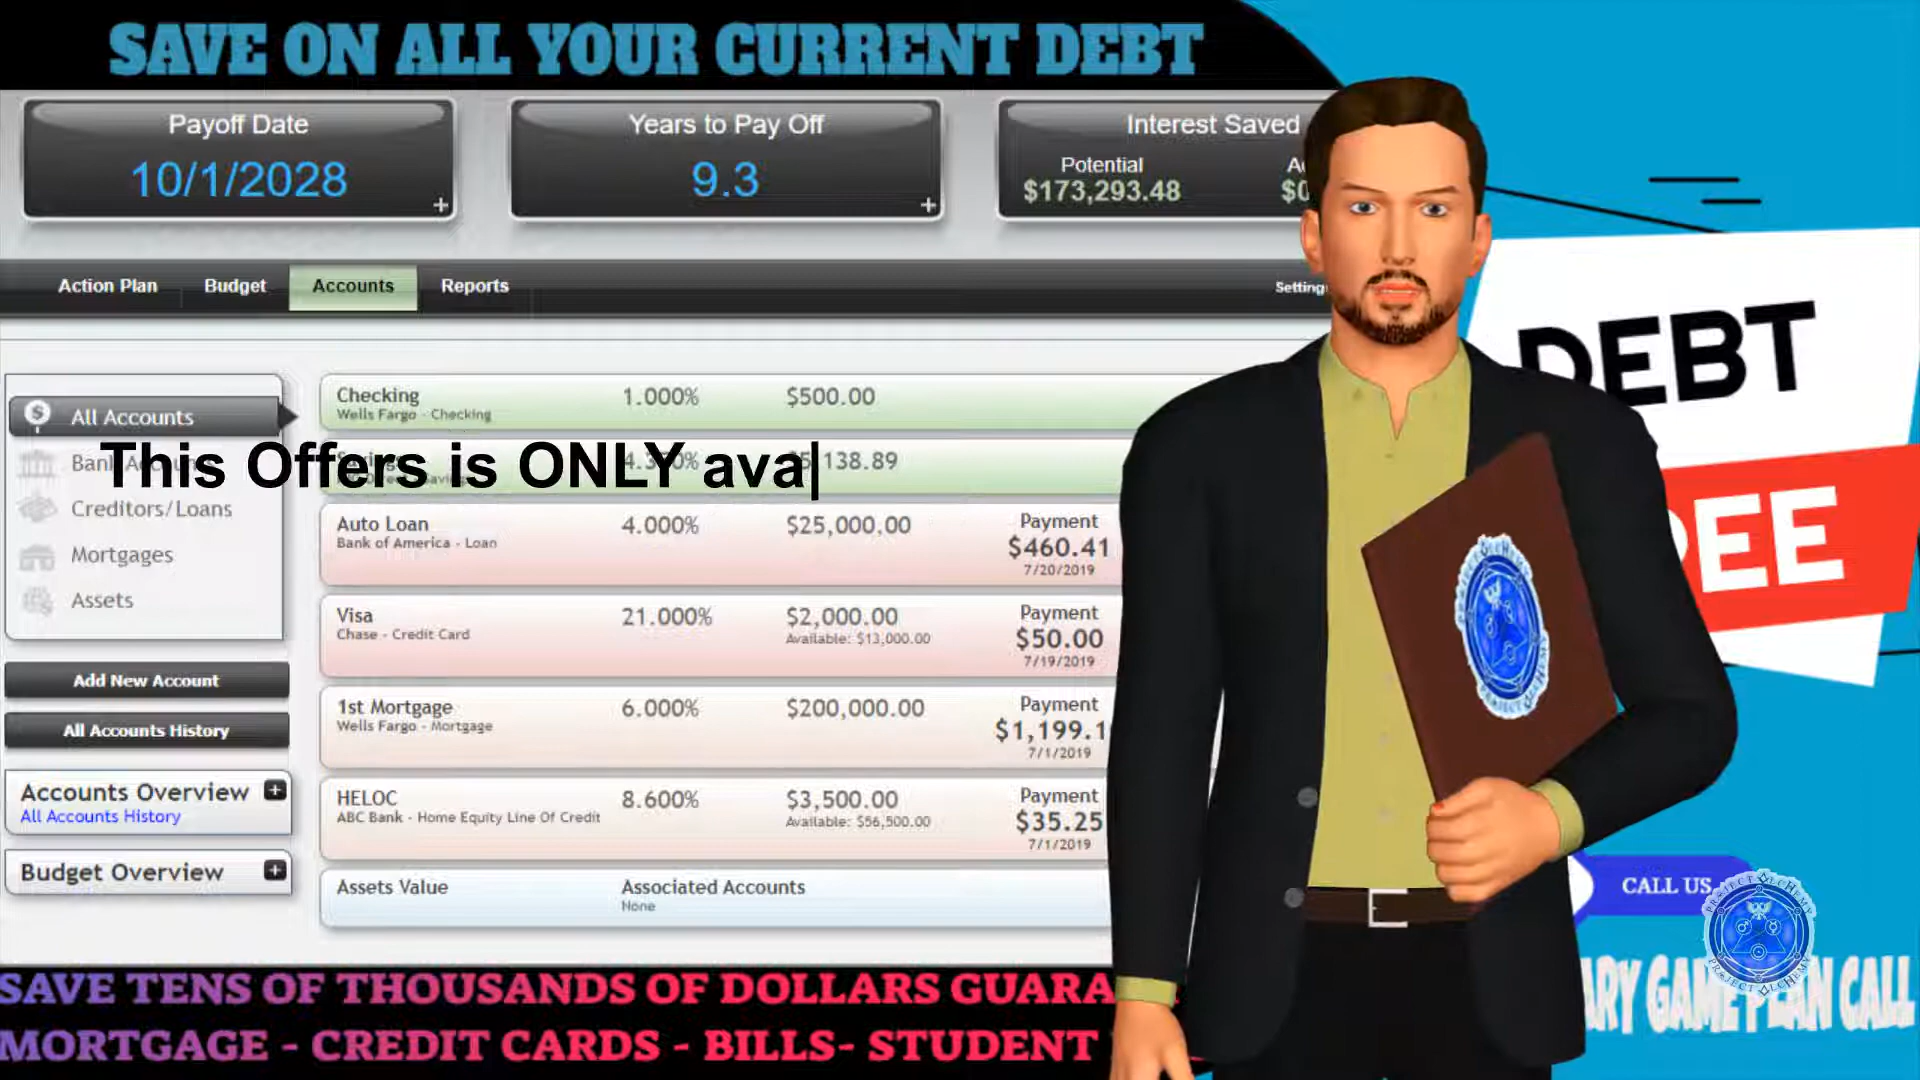 SAVE ON ALL YOUR CURRENT DEBT
Payoff Date
10/1/2028
Years to Pay Off
9.3
Interest Saved
Potential
$173,293.48
Action Plan
Budget
Accounts
Reports
All Accounts
Creditors/Loans
Mortgages
Assets
Add New Account
All Accounts History
Accounts Overview
All Accounts History
Budget Overview
This Offers is ONLY ava
Checking 1.000% $500.00
Wells Fargo - Checking
Auto Loan 4.000% $25,000.00 Payment
Bank of America - Loan $460.41
7/20/2019
Visa 21.000% $2,000.00 Payment
Chase - Credit Card Available: $13,000.00 $50.00
7/19/2019
1st Mortgage 6.000% $200,000.00 Payment
Wells Fargo - Mortgage $1,199.1
7/1/2019
HELOC 8.600% $3,500.00 Payment
ABC Bank - Home Equity Line Of Credit Available: $56,500.00 $35.25
7/1/2019
Assets Value Associated Accounts
None
DEBT
CALL US
PROJECT ALCHEMY
GAME PLAN CALL
SAVE TENS OF THOUSANDS OF DOLLARS
MORTGAGE - CREDIT CARDS - BILLS- STUDENT